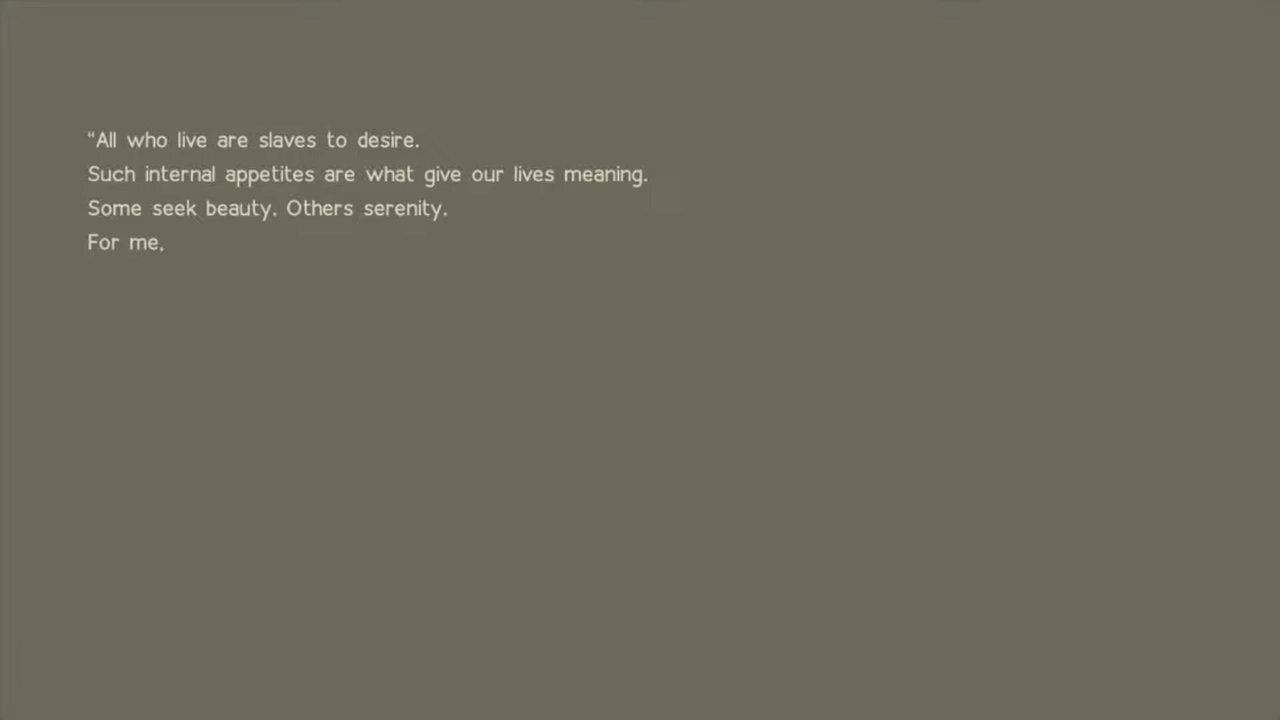 “All who live are slaves to desire.
Such internal appetites are what give our lives meaning.
Some seek beauty. Others serenity.
For me,